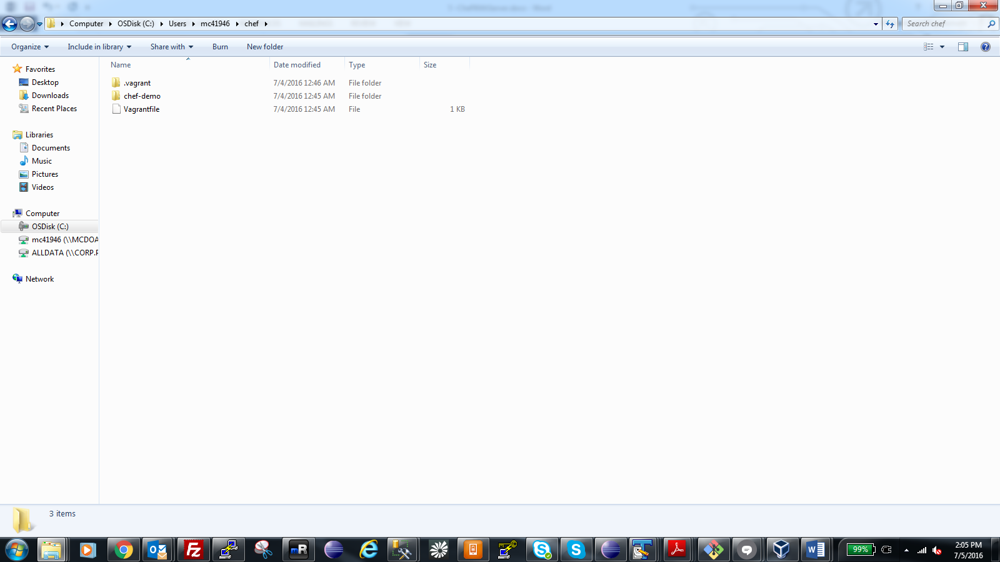 Computer OSDisk (C:) Users mc41946 chef
Search chef
Organize Include in library Share with Burn New folder
Name Date modified Type Size
.vagrant 7/4/2016 12:46 AM File folder
chef-demo 7/4/2016 12:45 AM File folder
Vagrantfile 7/4/2016 12:45 AM File 1 KB
Favorites
Desktop
Downloads
Recent Places
Libraries
Documents
Music
Pictures
Videos
Computer
OSDisk (C:)
mc41946 (\\MCDOA
ALLDATA (\\CORP.F
Network
3 items
99%
2:05 PM
7/5/2016